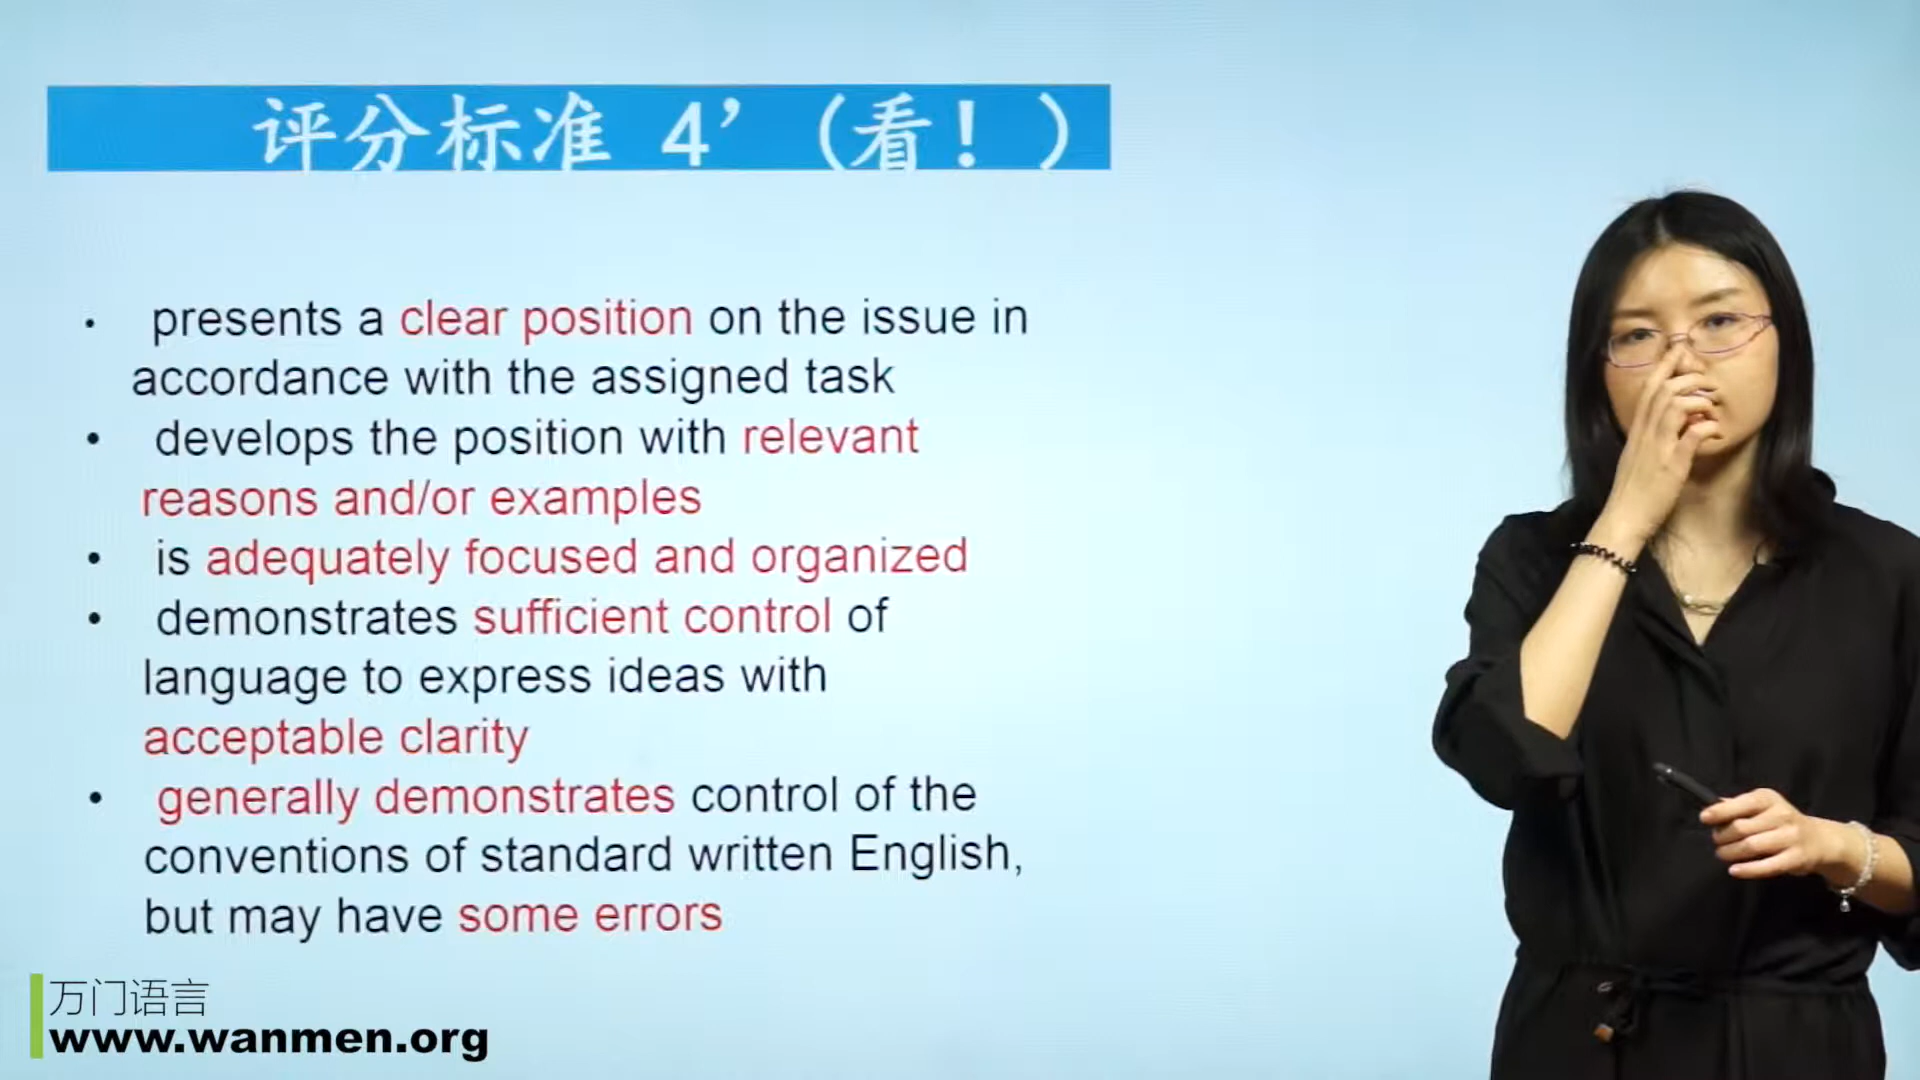 评分标准 4’（看！）
• presents a clear position on the issue in
accordance with the assigned task
• develops the position with relevant
reasons and/or examples
• is adequately focused and organized
• demonstrates sufficient control of
language to express ideas with
acceptable clarity
• generally demonstrates control of the
conventions of standard written English,
but may have some errors
万门语言
www.wanmen.org